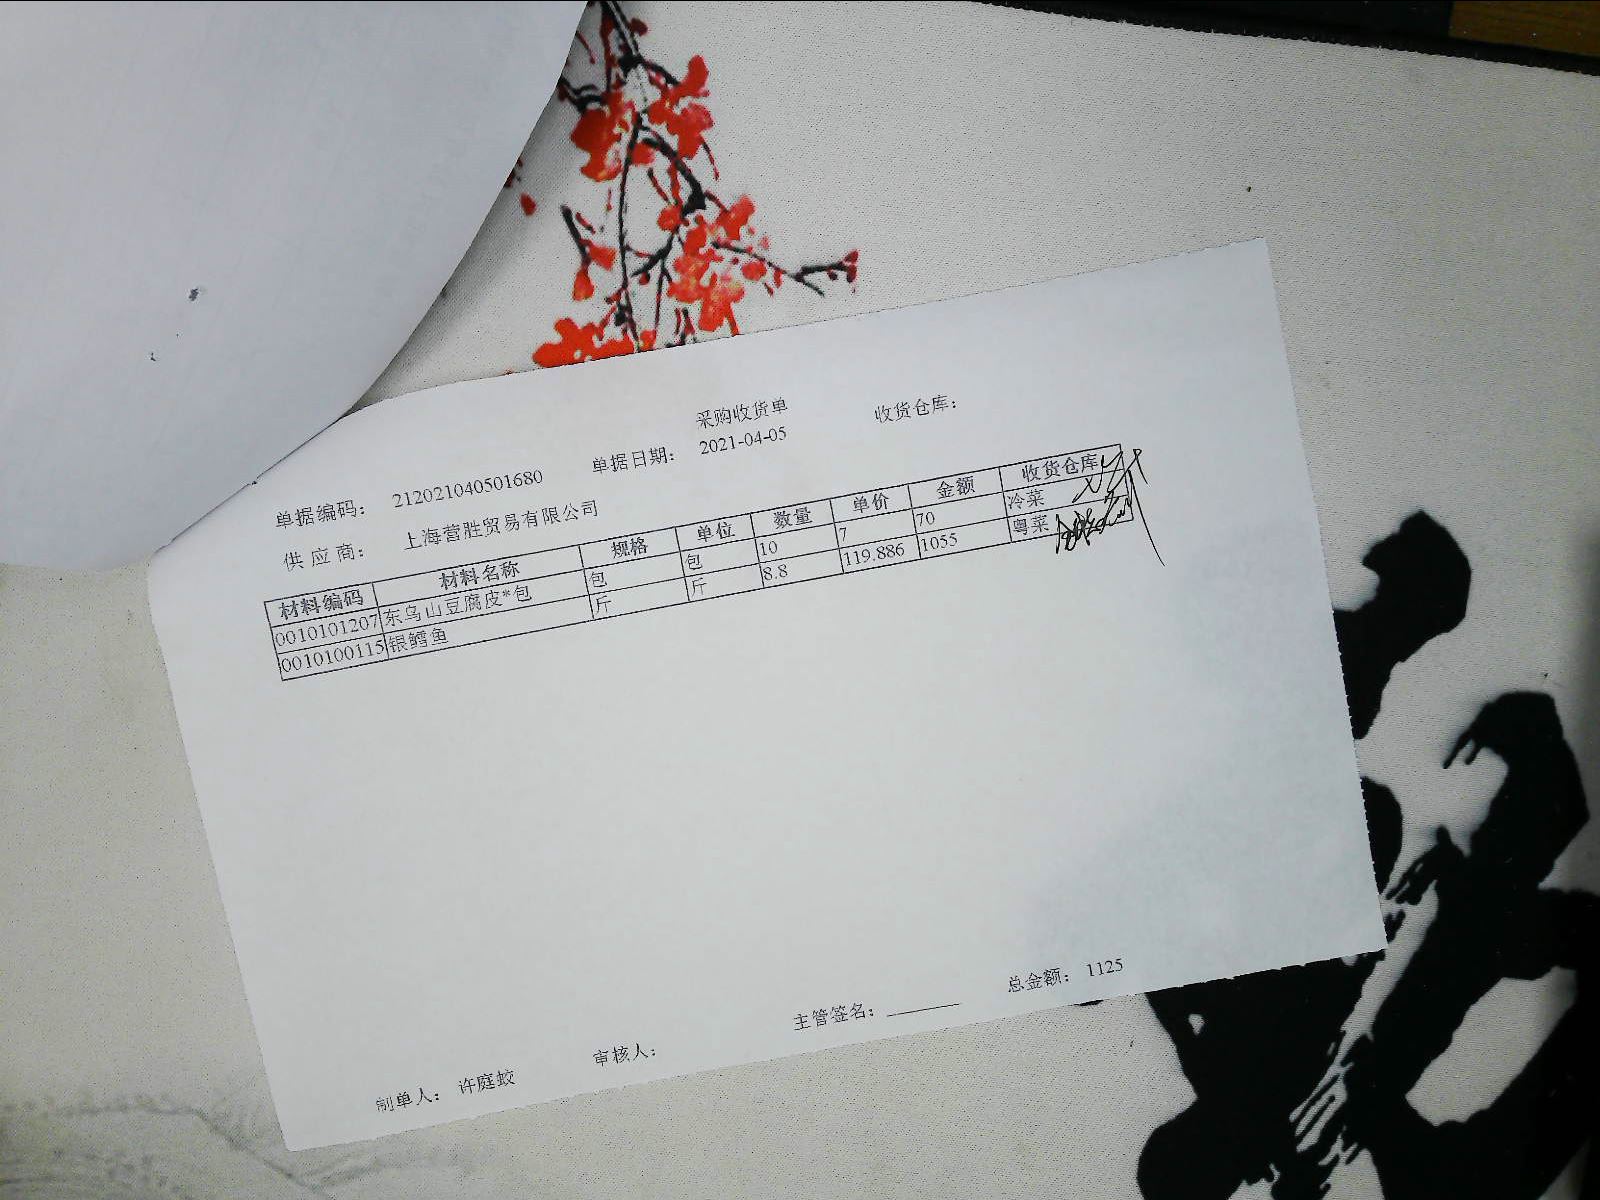 采购收货单
单据编码： 212021040501680 单据日期： 2021-04-05 收货仓库：
供 应 商： 上海营胜贸易有限公司
材料编码 材料名称 规格 单位 数量 单价 金额 收货仓库
0010101207 东乌山豆腐皮*包 包 包 10 7 70 冷菜
0010100115 银鳕鱼 斤 斤 8.8 119.886 1055 粤菜
制单人： 许庭蛟 审核人： 主管签名： 总金额： 1125